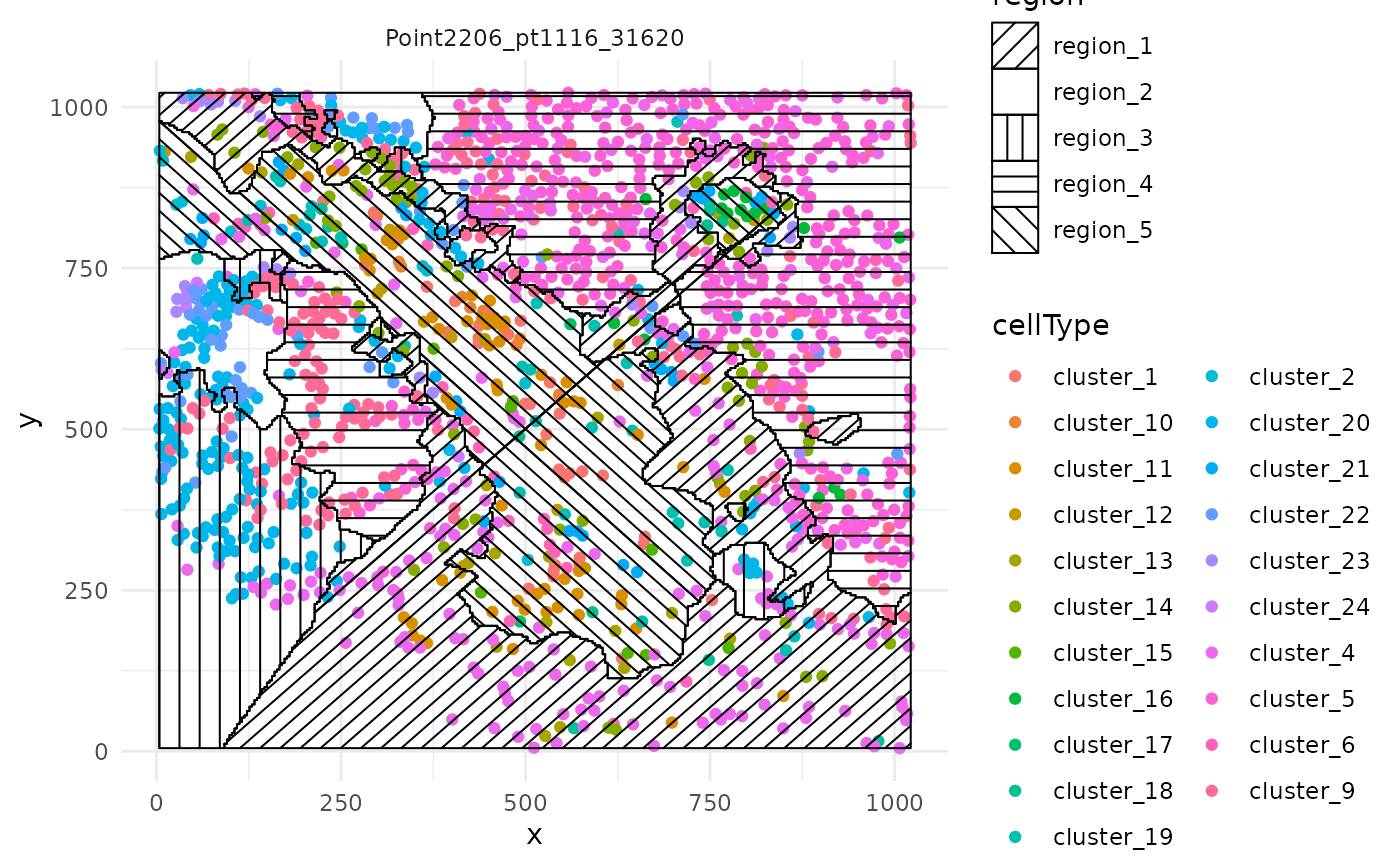 Point2206_pt1116_31620
1000
750
500
250
0
0
250
500
750
1000
x
y
region
region_1
region_2
region_3
region_4
region_5
cellType
cluster_1
cluster_10
cluster_11
cluster_12
cluster_13
cluster_14
cluster_15
cluster_16
cluster_17
cluster_18
cluster_19
cluster_2
cluster_20
cluster_21
cluster_22
cluster_23
cluster_24
cluster_4
cluster_5
cluster_6
cluster_9